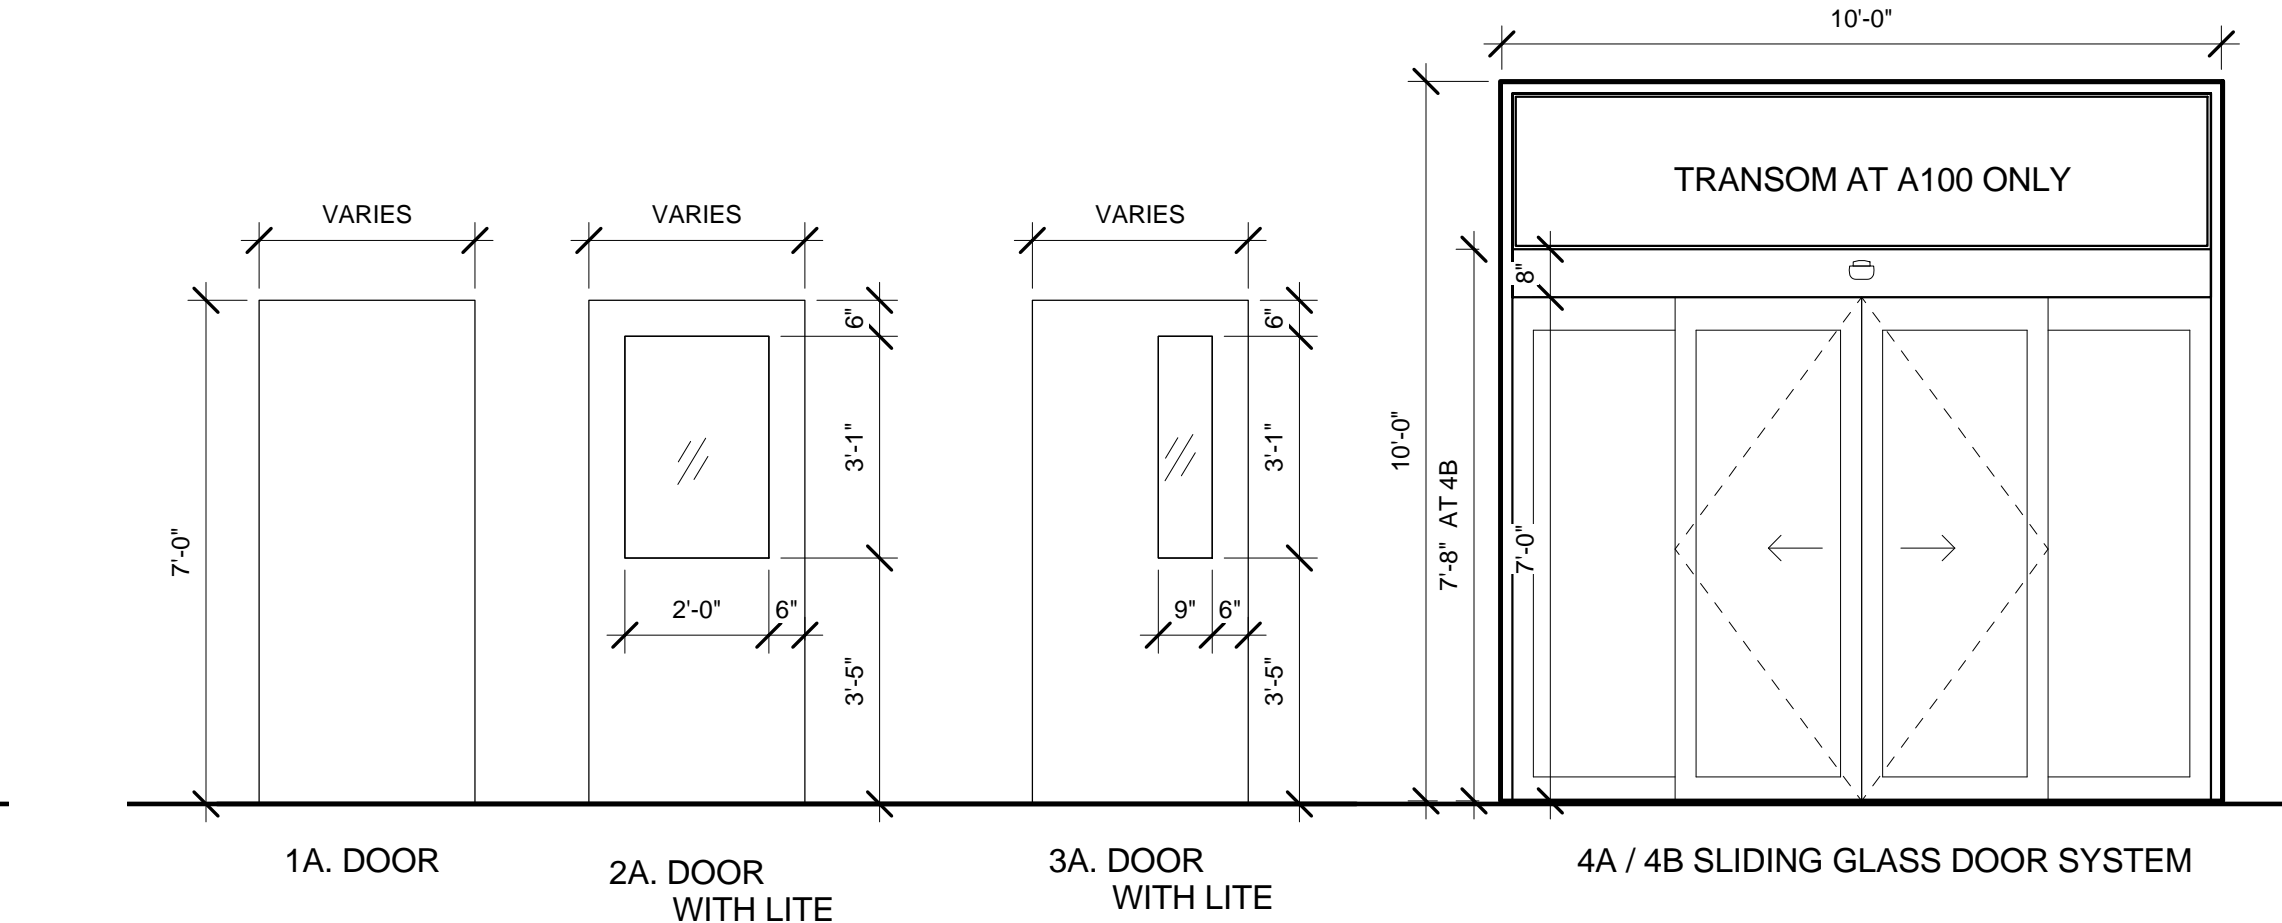 10'-0"
TRANSOM AT A100 ONLY
VARIES
VARIES
VARIES
8"
6"
6"
3'-1"
3'-1"
10'-0"
7'-8" AT 4B
7'-0"
7'-0"
2'-0"
6"
9"
6"
3'-5"
3'-5"
1A. DOOR
2A. DOOR
WITH LITE
3A. DOOR
WITH LITE
4A / 4B SLIDING GLASS DOOR SYSTEM